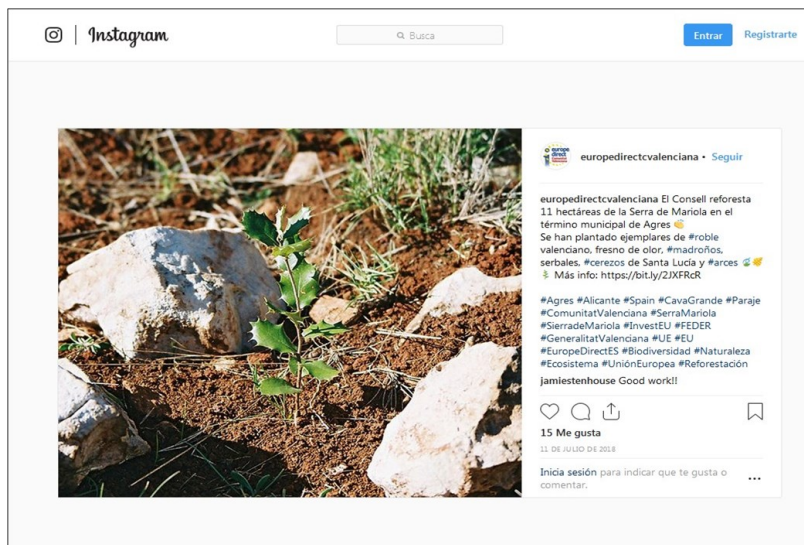 Instagram
Busca
Entrar
Registrarte
europe
direct
europedirectcvalenciana • Seguir
europedirectcvalenciana El Consell reforesta
11 hectáreas de la Serra de Mariola en el
término municipal de Agres 👏
Se han plantado ejemplares de #roble
valenciano, fresno de olor, #madroños,
serbales, #cerezos de Santa Lucía y #arces
Más info: https://bit.ly/2JXFRcR
#Agres #Alicante #Spain #CavaGrande #Paraje
#ComunitatValenciana #SerraMariola
#SierradeMariola #InvestEU #FEDER
#GeneralitatValenciana #UE #EU
#EuropeDirectES #Biodiversidad #Naturaleza
#Ecosistema #UniónEuropea #Reforestación
jamiestenhouse Good work!!
15 Me gusta
11 DE JULIO DE 2018
Inicia sesión para indicar que te gusta o
comentar.